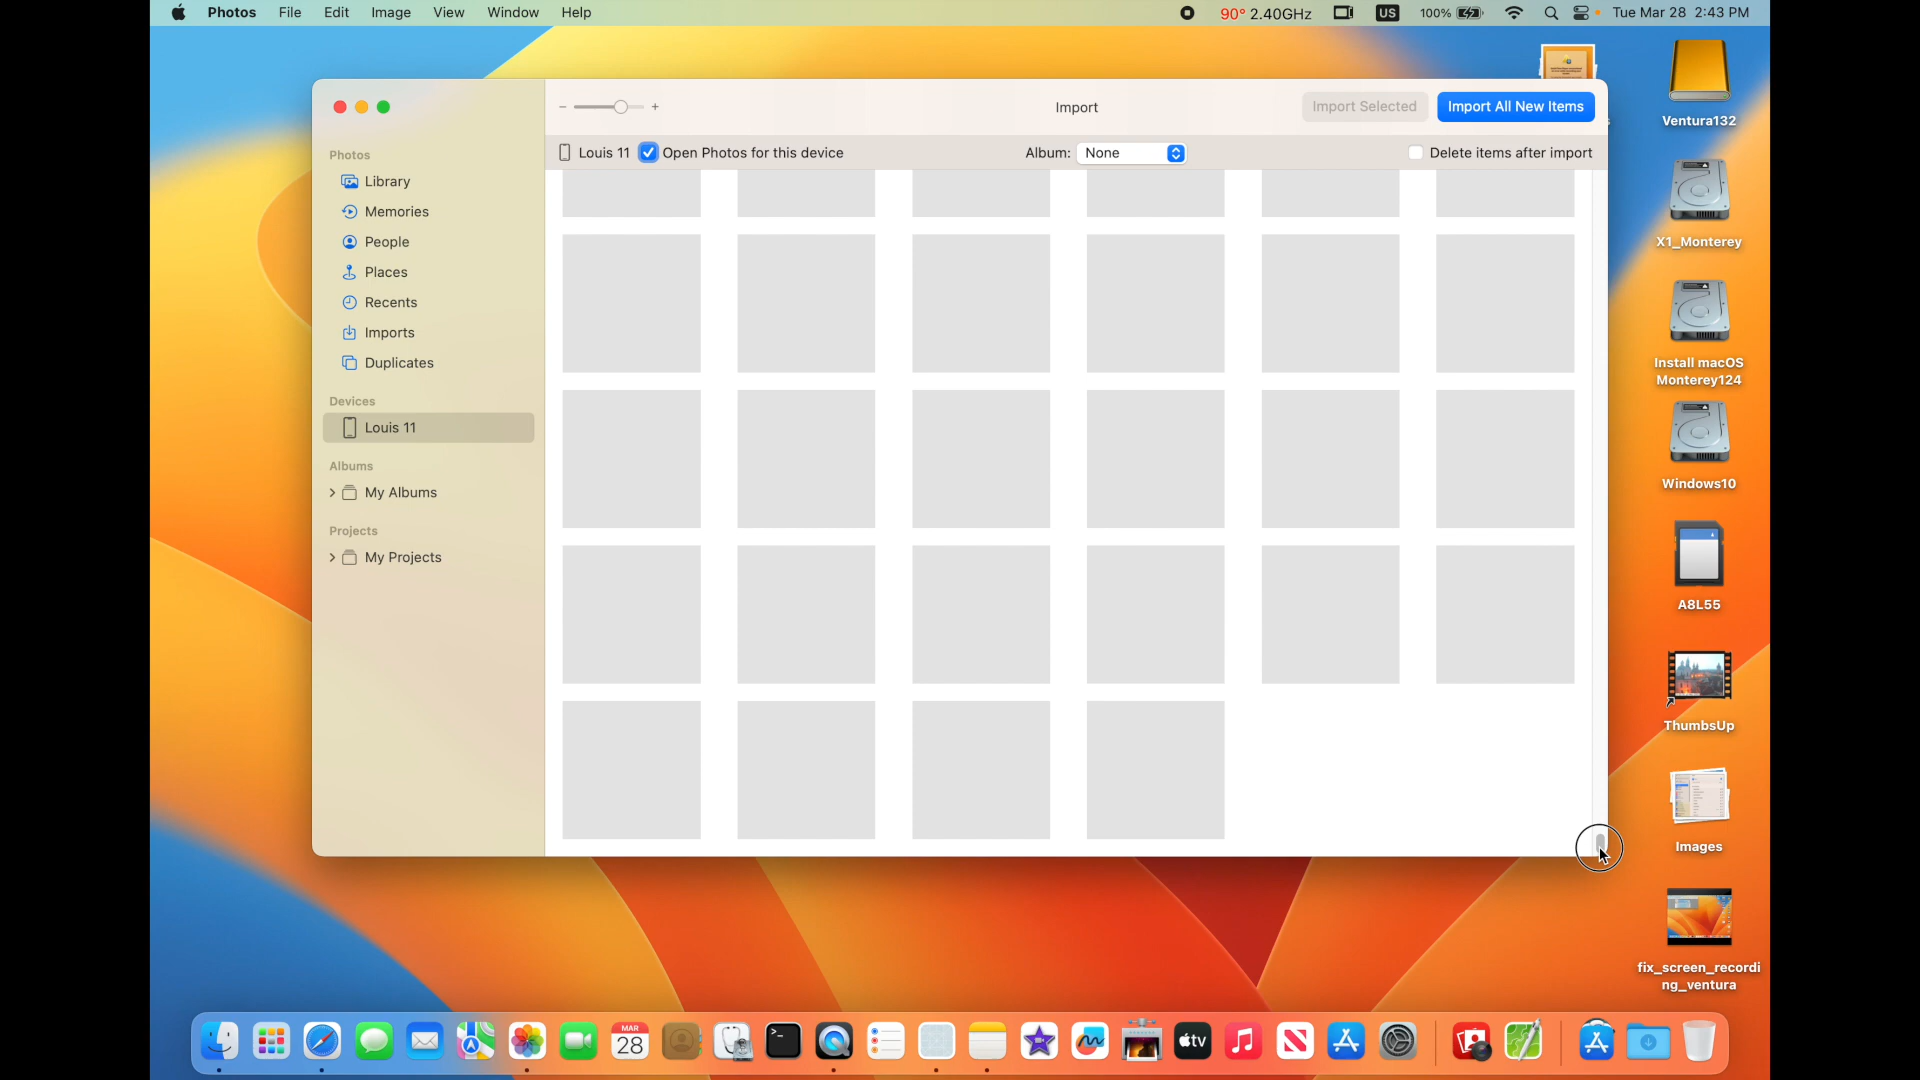 Photos File Edit Image View Window Help 90° 2.40GHz US 100% Tue Mar 28 2:43 PM
Import Import Selected Import All New Items
Louis 11 Open Photos for this device Album: None Delete items after import
Photos
Library
Memories
People
Places
Recents
Imports
Duplicates
Devices
Louis 11
Albums
My Albums
Projects
My Projects
Ventura132
X1_Monterey
Install macOS
Monterey124
Windows10
A8L55
ThumbsUp
Images
fix_screen_recordi
ng_ventura
MAR
28
tv